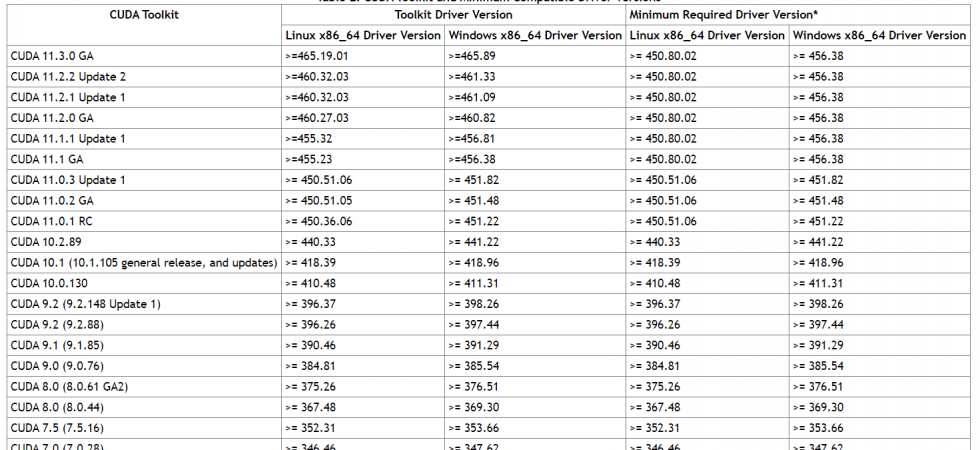 Table 2. CUDA Toolkit and Minimum Compatible Driver Versions
CUDA Toolkit Toolkit Driver Version Minimum Required Driver Version*
Linux x86_64 Driver Version Windows x86_64 Driver Version Linux x86_64 Driver Version Windows x86_64 Driver Version
CUDA 11.3.0 GA >=465.19.01 >=465.89 >= 450.80.02 >= 456.38
CUDA 11.2.2 Update 2 >=460.32.03 >=461.33 >= 450.80.02 >= 456.38
CUDA 11.2.1 Update 1 >=460.32.03 >=461.09 >= 450.80.02 >= 456.38
CUDA 11.2.0 GA >=460.27.03 >=460.82 >= 450.80.02 >= 456.38
CUDA 11.1.1 Update 1 >=455.32 >=456.81 >= 450.80.02 >= 456.38
CUDA 11.1 GA >=455.23 >=456.38 >= 450.80.02 >= 456.38
CUDA 11.0.3 Update 1 >= 450.51.06 >= 451.82 >= 450.51.06 >= 451.82
CUDA 11.0.2 GA >= 450.51.05 >= 451.48 >= 450.51.06 >= 451.48
CUDA 11.0.1 RC >= 450.36.06 >= 451.22 >= 450.51.06 >= 451.22
CUDA 10.2.89 >= 440.33 >= 441.22 >= 440.33 >= 441.22
CUDA 10.1 (10.1.105 general release, and updates) >= 418.39 >= 418.96 >= 418.39 >= 418.96
CUDA 10.0.130 >= 410.48 >= 411.31 >= 410.48 >= 411.31
CUDA 9.2 (9.2.148 Update 1) >= 396.37 >= 398.26 >= 396.37 >= 398.26
CUDA 9.2 (9.2.88) >= 396.26 >= 397.44 >= 396.26 >= 397.44
CUDA 9.1 (9.1.85) >= 390.46 >= 391.29 >= 390.46 >= 391.29
CUDA 9.0 (9.0.76) >= 384.81 >= 385.54 >= 384.81 >= 385.54
CUDA 8.0 (8.0.61 GA2) >= 375.26 >= 376.51 >= 375.26 >= 376.51
CUDA 8.0 (8.0.44) >= 367.48 >= 369.30 >= 367.48 >= 369.30
CUDA 7.5 (7.5.16) >= 352.31 >= 353.66 >= 352.31 >= 353.66
CUDA 7.0 (7.0.28) >= 346.46 >= 347.62 >= 346.46 >= 347.62